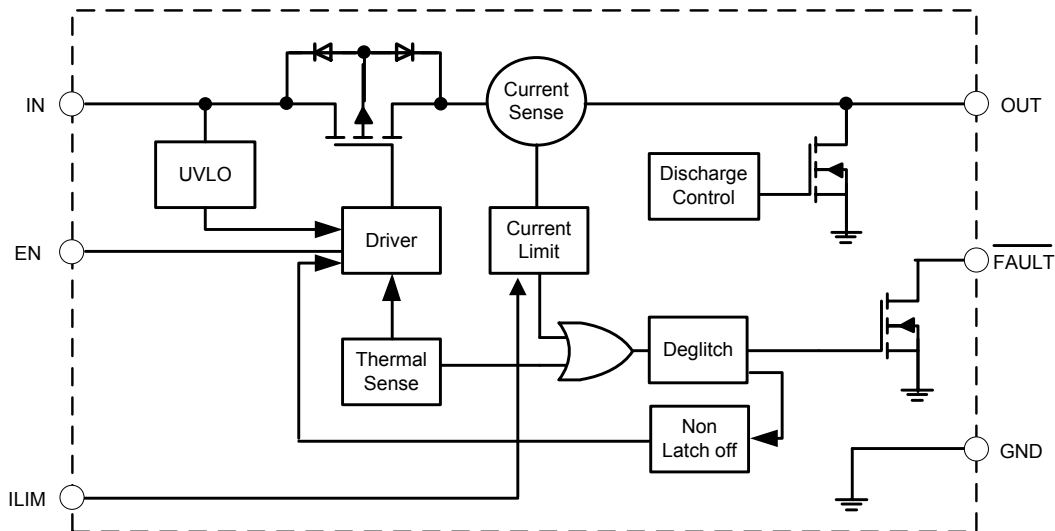 Current
Sense
IN
OUT
UVLO
Discharge
Control
Driver
Current
Limit
EN
FAULT
Thermal
Sense
Deglitch
Non
Latch off
GND
ILIM